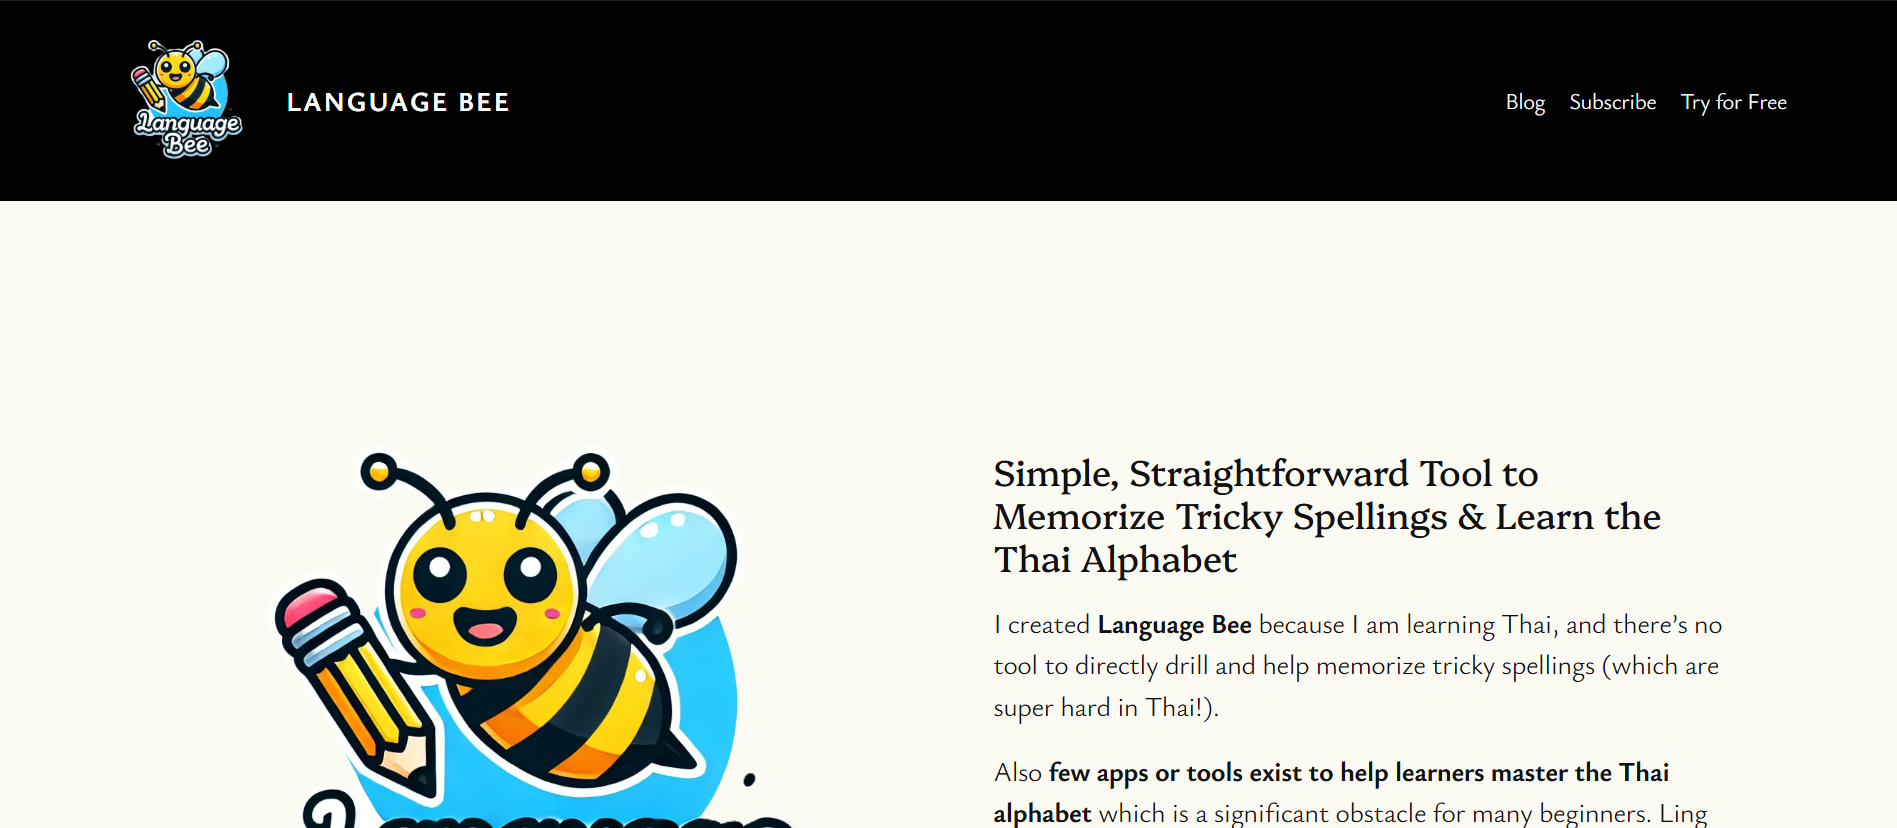 Language
Bee
LANGUAGE BEE
Blog
Subscribe
Try for Free
Simple, Straightforward Tool to
Memorize Tricky Spellings & Learn the
Thai Alphabet
I created Language Bee because I am learning Thai, and there’s no
tool to directly drill and help memorize tricky spellings (which are
super hard in Thai!).
Also few apps or tools exist to help learners master the Thai
alphabet which is a significant obstacle for many beginners. Ling